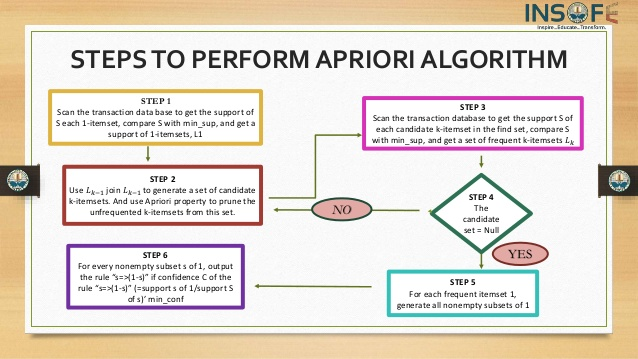 INSOFE
inspire...Educate...Transform.
STEPS TO PERFORM APRIORI ALGORITHM
STEP 1
Scan the transaction data base to get the support of
S each 1-itemset, compare S with min_sup, and get a
support of 1-itemsets, L1
STEP 2
Use Lₖ₋₁ join Lₖ₋₁ to generate a set of candidate
k-itemsets. And use Apriori property to prune the
unfrequented k-itemsets from this set.
STEP 3
Scan the transaction database to get the support S of
each candidate k-itemset in the find set, compare S
with min_sup, and get a set of frequent k-itemsets Lₖ
STEP 4
The
candidate
set = Null
NO
YES
STEP 5
For each frequent itemset 1,
generate all nonempty subsets of 1
STEP 6
For every nonempty subset s of 1, output
the rule “s=>(1-s)” if confidence C of the
rule “s=>(1-s)” (=support s of 1/support S
of s)’ min_conf